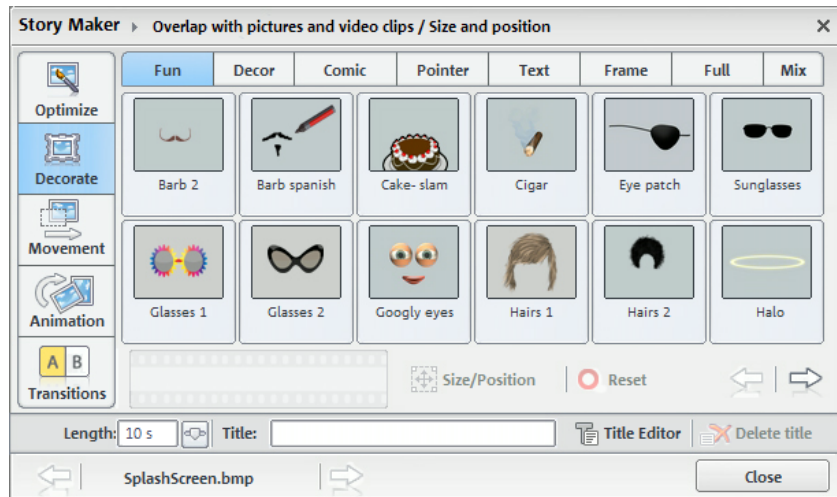 Story Maker ▸ Overlap with pictures and video clips / Size and position
Fun Decor Comic Pointer Text Frame Full Mix
Optimize
Decorate
Movement
Animation
A B
Transitions
Barb 2 Barb spanish Cake- slam Cigar Eye patch Sunglasses
Glasses 1 Glasses 2 Googly eyes Hairs 1 Hairs 2 Halo
Size/Position Reset
Length: 10 s Title: Title Editor Delete title
SplashScreen.bmp Close